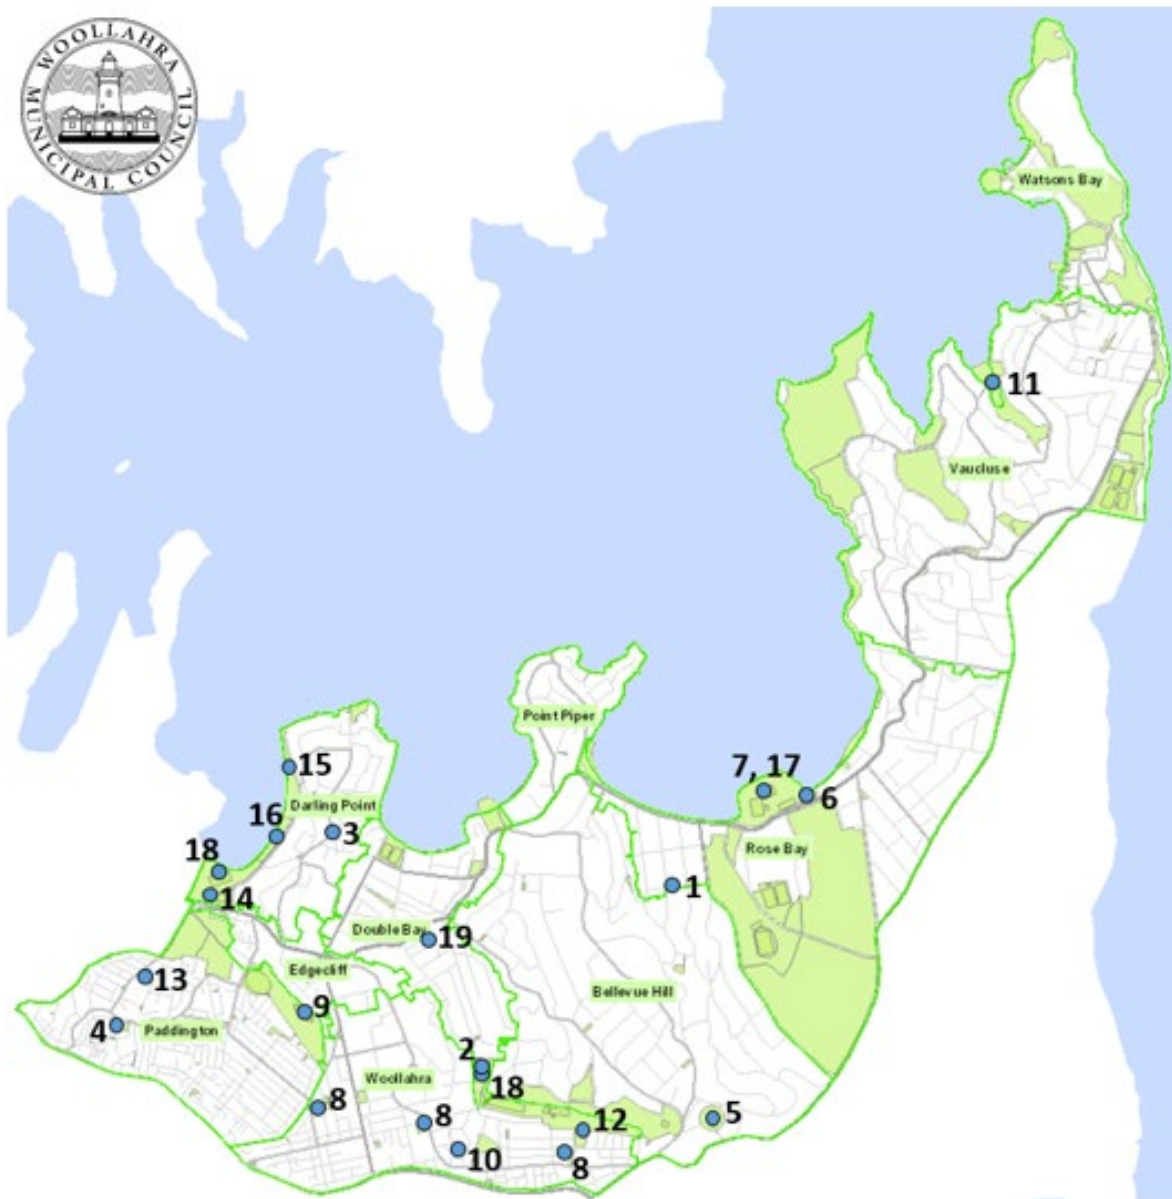 WOOLLAHRA
MUNICIPAL COUNCIL
Watsons Bay
11
Vaucluse
Point Piper
15
7, 17
6
Darling Point
16
3
Rose Bay
18
1
14
Double Bay
19
Edgecliff
13
Bellevue Hill
9
4
Paddington
2
Woollahra
18
8
8
5
12
10
8